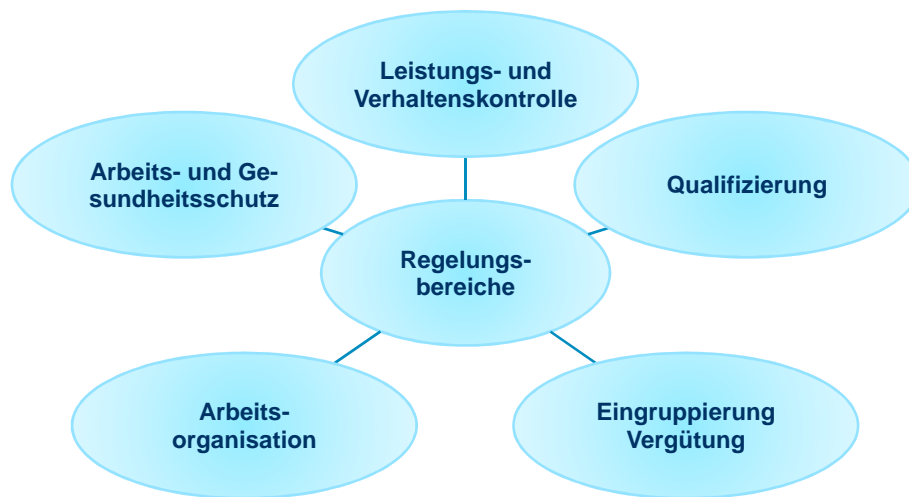 Leistungs- und
Verhaltenskontrolle
Arbeits- und Ge-
sundheitsschutz
Qualifizierung
Regelungs-
bereiche
Arbeits-
organisation
Eingruppierung
Vergütung